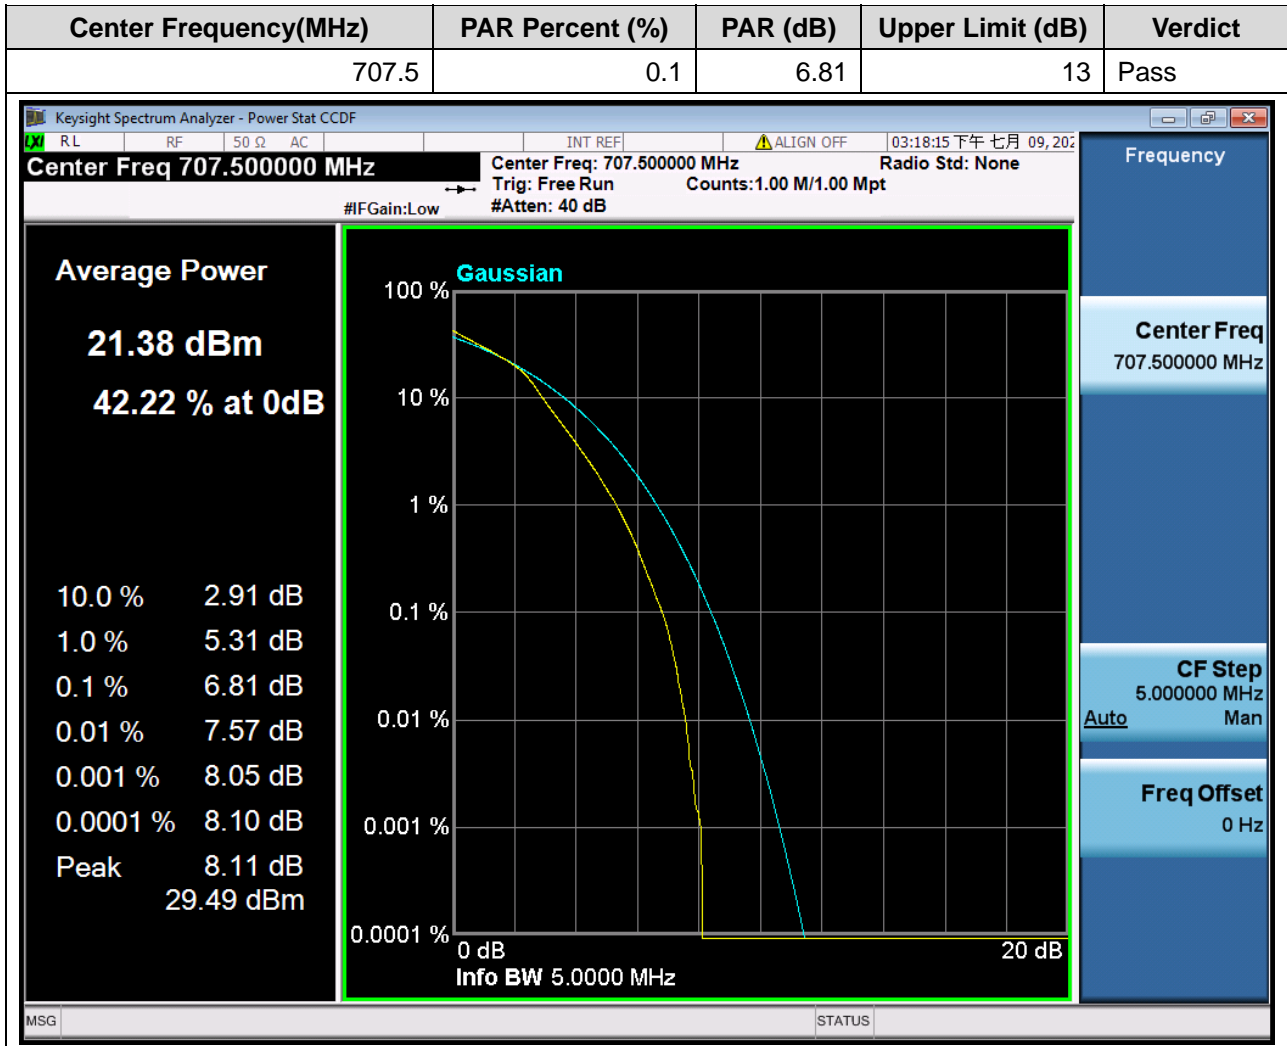 Center Frequency(MHz) PAR Percent (%) PAR (dB) Upper Limit (dB) Verdict
707.5 0.1 6.81 13 Pass
Keysight Spectrum Analyzer - Power Stat CCDF
LXI RL RF 50 Ω AC INT REF ALIGN OFF 03:18:15 下午 七月 09, 202
Center Freq 707.500000 MHz
Center Freq: 707.500000 MHz Radio Std: None
Trig: Free Run Counts:1.00 M/1.00 Mpt
#IFGain:Low #Atten: 40 dB
Average Power
21.38 dBm
42.22 % at 0dB
10.0 % 2.91 dB
1.0 % 5.31 dB
0.1 % 6.81 dB
0.01 % 7.57 dB
0.001 % 8.05 dB
0.0001 % 8.10 dB
Peak 8.11 dB
29.49 dBm
Gaussian
100 %
10 %
1 %
0.1 %
0.01 %
0.001 %
0.0001 %
0 dB 20 dB
Info BW 5.0000 MHz
Frequency
Center Freq
707.500000 MHz
CF Step
5.000000 MHz
Auto Man
Freq Offset
0 Hz
MSG STATUS